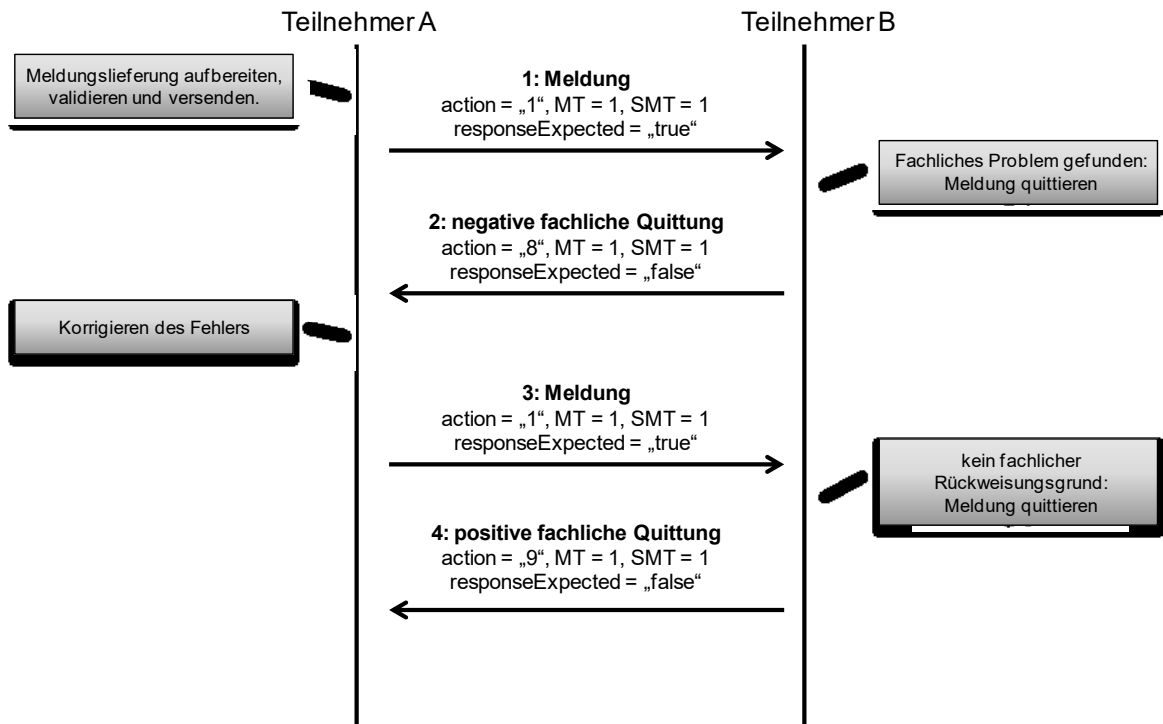 Teilnehmer A
Teilnehmer B
Meldungslieferung aufbereiten,
validieren und versenden.
1: Meldung
action = „1“, MT = 1, SMT = 1
responseExpected = „true“
Fachliches Problem gefunden:
Meldung quittieren
2: negative fachliche Quittung
action = „8“, MT = 1, SMT = 1
responseExpected = „false“
Korrigieren des Fehlers
3: Meldung
action = „1“, MT = 1, SMT = 1
responseExpected = „true“
kein fachlicher
Rückweisungsgrund:
Meldung quittieren
4: positive fachliche Quittung
action = „9“, MT = 1, SMT = 1
responseExpected = „false“